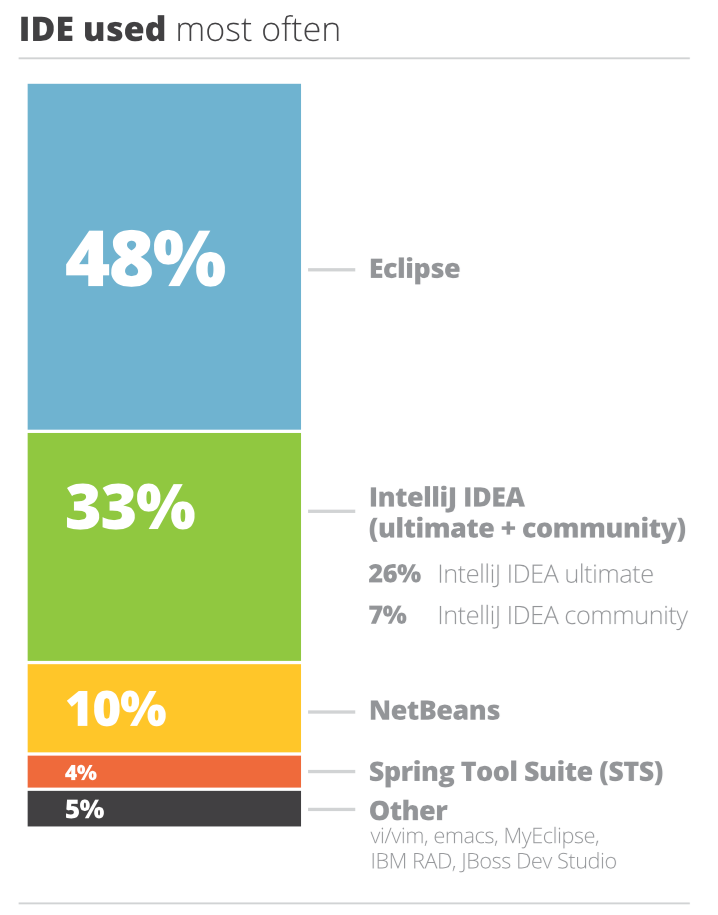 IDE used most often
48%
Eclipse
33%
IntelliJ IDEA
(ultimate + community)
26% IntelliJ IDEA ultimate
7% IntelliJ IDEA community
10%
NetBeans
4%
Spring Tool Suite (STS)
5%
Other
vi/vim, emacs, MyEclipse,
IBM RAD, JBoss Dev Studio